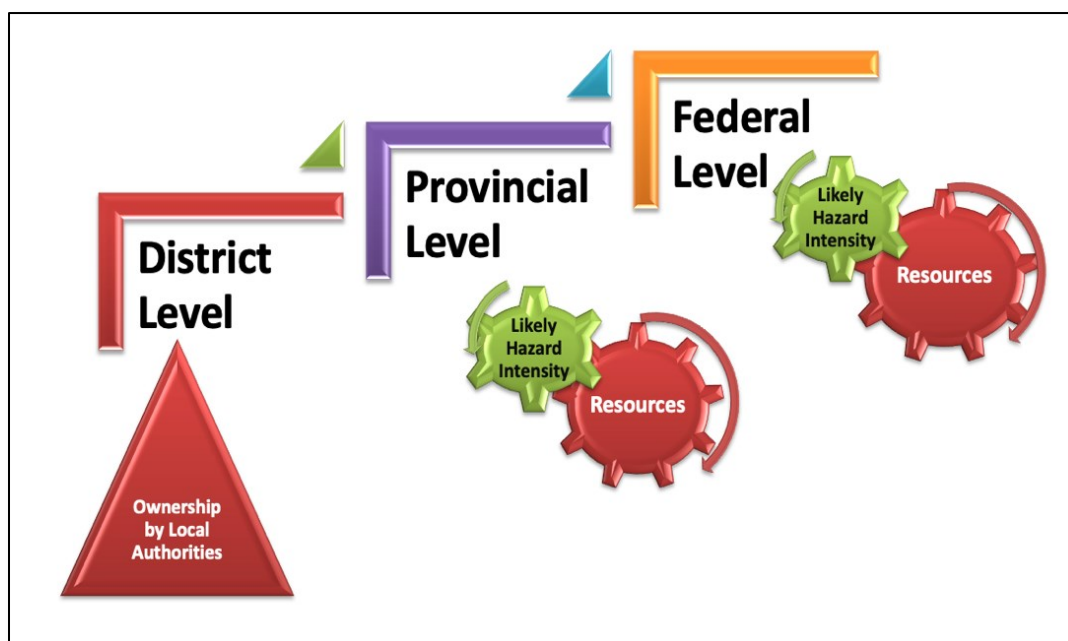 Federal
Level
Provincial
Level
District
Level
Likely
Hazard
Intensity
Resources
Likely
Hazard
Intensity
Resources
Ownership
by Local
Authorities